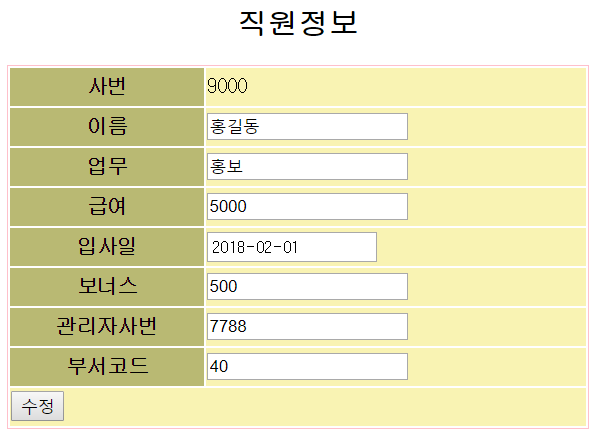 직원정보
사번 9000
이름 홍길동
업무 홍보
급여 5000
입사일 2018-02-01
보너스 500
관리자사번 7788
부서코드 40
수정